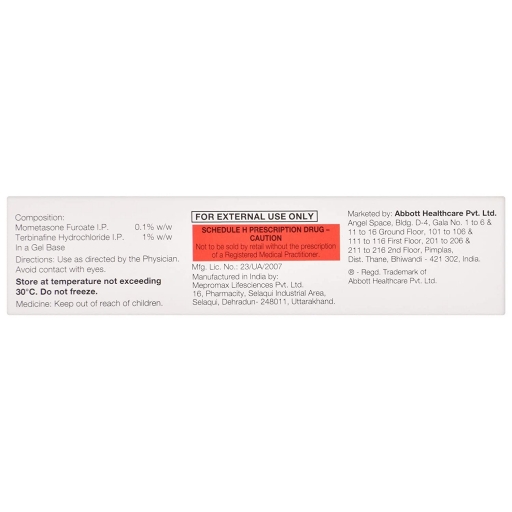 Composition:
Mometasone Furoate I.P. 0.1% w/w
Terbinafine Hydrochloride I.P. 1% w/w
In a Gel Base
Directions: Use as directed by the Physician.
Avoid contact with eyes.
Store at temperature not exceeding
30°C. Do not freeze.
Medicine: Keep out of reach of children.
FOR EXTERNAL USE ONLY
SCHEDULE H PRESCRIPTION DRUG –
CAUTION
Not to be sold by retail without the prescription
of a Registered Medical Practitioner.
Mfg. Lic. No.: 23/UA/2007
Manufactured in India by:
Mepromax Lifesciences Pvt. Ltd.
16, Pharmacity, Selaqui Industrial Area,
Selaqui, Dehradun- 248011, Uttarakhand.
Marketed by: Abbott Healthcare Pvt. Ltd.
Angel Space, Bldg. D-4, Gala No. 1 to 6 &
11 to 16 Ground Floor, 101 to 106 &
111 to 116 First Floor, 201 to 206 &
211 to 216 2nd Floor, Pimplas,
Dist. Thane, Bhiwandi - 421 302, India.
® - Regd. Trademark of
Abbott Healthcare Pvt. Ltd.